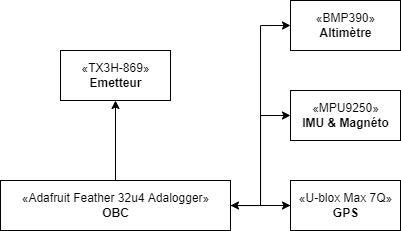 «BMP390»
Altimètre
«TX3H-869»
Emetteur
«MPU9250»
IMU & Magnéto
«Adafruit Feather 32u4 Adalogger»
OBC
«U-blox Max 7Q»
GPS